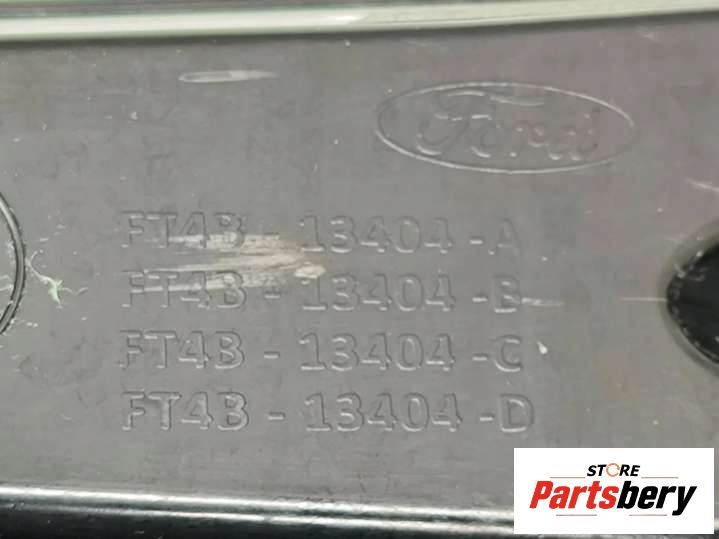 Ford
FT4B - 13404 -A
FT4B - 13404 -B
FT4B - 13404 -C
FT4B - 13404 -D
STORE
Partsbery